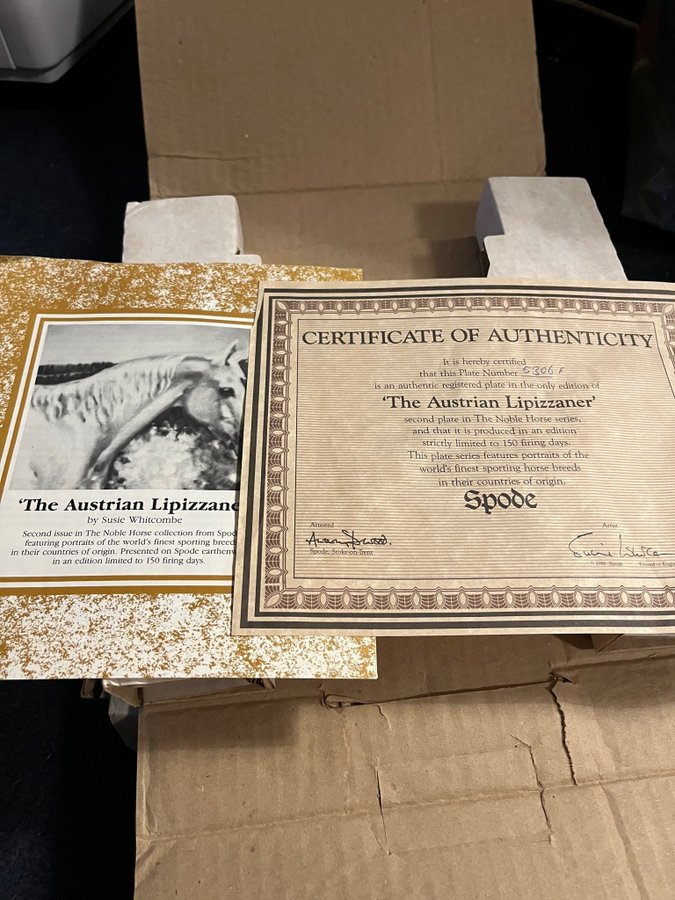 'The Austrian Lipizzane
by Susie Whitcombe
Second issue in The Noble Horse collection from Spod
featuring portraits of the world's finest sporting breed
in their countries of origin. Presented on Spode earthenw
in an edition limited to 150 firing days.
CERTIFICATE OF AUTHENTICITY
It is hereby certified
that this Plate Number 5306 F
is an authentic registered plate in the only edition of
'The Austrian Lipizzaner'
second plate in The Noble Horse series,
and that it is produced in an edition
strictly limited to 150 firing days.
This plate series features portraits of the
world's finest sporting horse breeds
in their countries of origin.
Spode
Attested
Artist
Spode, Stoke-on-Trent
Spode Printed in Engl